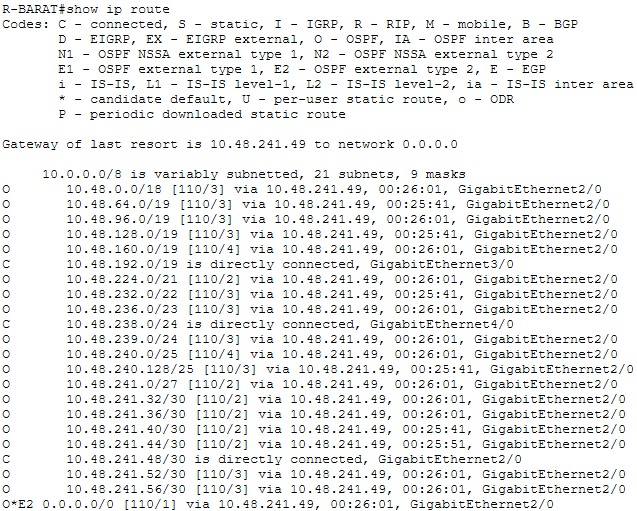 R-BARAT#show ip route
Codes: C - connected, S - static, I - IGRP, R - RIP, M - mobile, B - BGP
       D - EIGRP, EX - EIGRP external, O - OSPF, IA - OSPF inter area
       N1 - OSPF NSSA external type 1, N2 - OSPF NSSA external type 2
       E1 - OSPF external type 1, E2 - OSPF external type 2, E - EGP
       i - IS-IS, L1 - IS-IS level-1, L2 - IS-IS level-2, ia - IS-IS inter area
       * - candidate default, U - per-user static route, o - ODR
       P - periodic downloaded static route
Gateway of last resort is 10.48.241.49 to network 0.0.0.0
     10.0.0.0/8 is variably subnetted, 21 subnets, 9 masks
O       10.48.0.0/18 [110/3] via 10.48.241.49, 00:26:01, GigabitEthernet2/0
O       10.48.64.0/19 [110/3] via 10.48.241.49, 00:25:41, GigabitEthernet2/0
O       10.48.96.0/19 [110/3] via 10.48.241.49, 00:26:01, GigabitEthernet2/0
O       10.48.128.0/19 [110/3] via 10.48.241.49, 00:25:41, GigabitEthernet2/0
O       10.48.160.0/19 [110/4] via 10.48.241.49, 00:26:01, GigabitEthernet2/0
C       10.48.192.0/19 is directly connected, GigabitEthernet3/0
O       10.48.224.0/21 [110/2] via 10.48.241.49, 00:26:01, GigabitEthernet2/0
O       10.48.232.0/22 [110/3] via 10.48.241.49, 00:25:41, GigabitEthernet2/0
O       10.48.236.0/23 [110/3] via 10.48.241.49, 00:26:01, GigabitEthernet2/0
C       10.48.238.0/24 is directly connected, GigabitEthernet4/0
O       10.48.239.0/24 [110/3] via 10.48.241.49, 00:26:01, GigabitEthernet2/0
O       10.48.240.0/25 [110/4] via 10.48.241.49, 00:26:01, GigabitEthernet2/0
O       10.48.240.128/25 [110/3] via 10.48.241.49, 00:25:41, GigabitEthernet2/0
O       10.48.241.0/27 [110/2] via 10.48.241.49, 00:26:01, GigabitEthernet2/0
O       10.48.241.32/30 [110/2] via 10.48.241.49, 00:26:01, GigabitEthernet2/0
O       10.48.241.36/30 [110/2] via 10.48.241.49, 00:26:01, GigabitEthernet2/0
O       10.48.241.40/30 [110/2] via 10.48.241.49, 00:25:41, GigabitEthernet2/0
O       10.48.241.44/30 [110/2] via 10.48.241.49, 00:25:51, GigabitEthernet2/0
C       10.48.241.48/30 is directly connected, GigabitEthernet2/0
O       10.48.241.52/30 [110/3] via 10.48.241.49, 00:26:01, GigabitEthernet2/0
O       10.48.241.56/30 [110/3] via 10.48.241.49, 00:26:01, GigabitEthernet2/0
O*E2 0.0.0.0/0 [110/1] via 10.48.241.49, 00:26:01, GigabitEthernet2/0